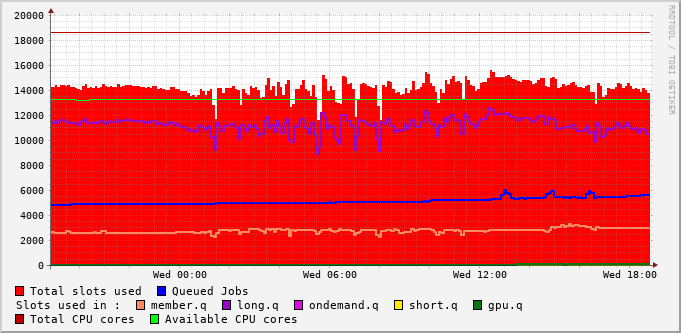 20000
18000
16000
14000
12000
10000
8000
6000
4000
2000
0
Wed 00:00 Wed 06:00 Wed 12:00 Wed 18:00
Total slots used Queued Jobs
Slots used in : member.q long.q ondemand.q short.q gpu.q
Total CPU cores Available CPU cores
RRDTOOL / TOBI OETIKER